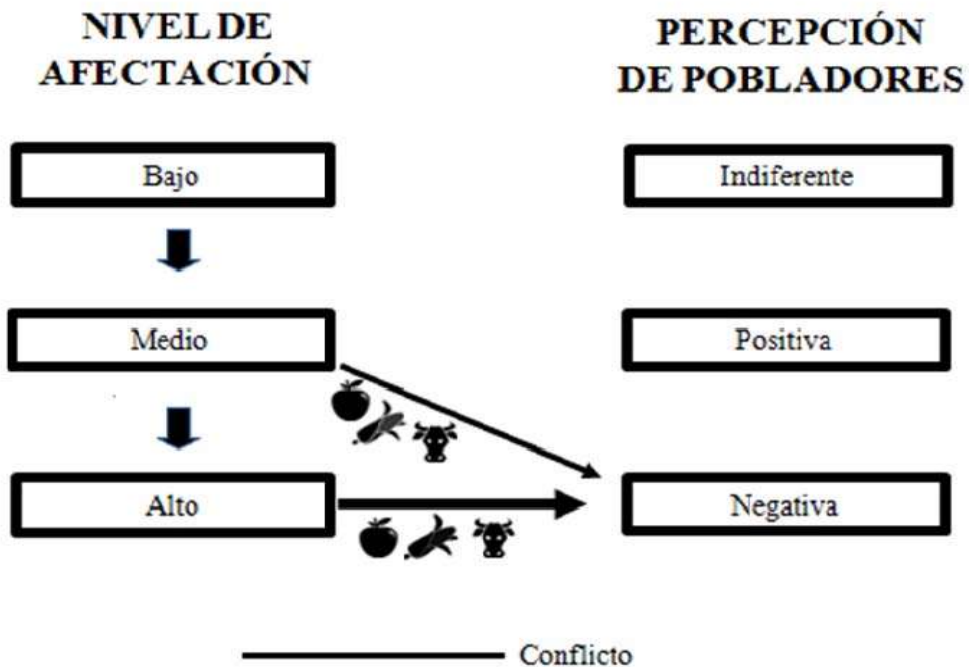 NIVEL DE
AFECTACIÓN
PERCEPCIÓN
DE POBLADORES
Bajo
Indiferente
Medio
Positiva
Alto
Negativa
Conflicto